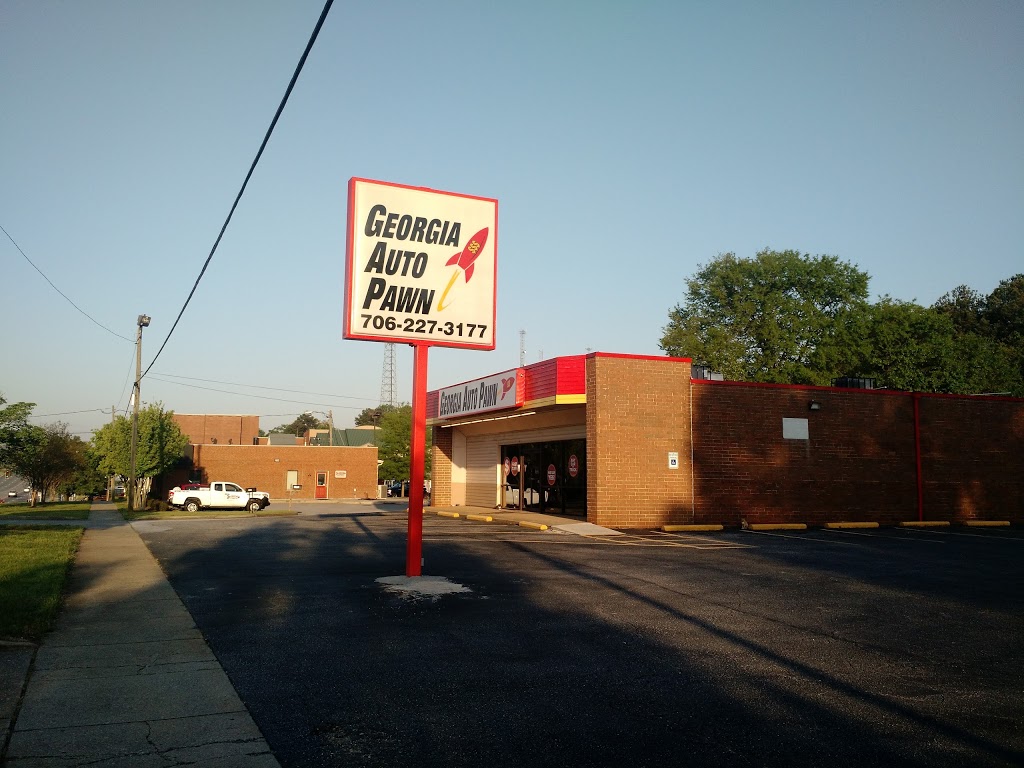 GEORGIA
AUTO
PAWN
$$$
706-227-3177
GEORGIA AUTO PAWN